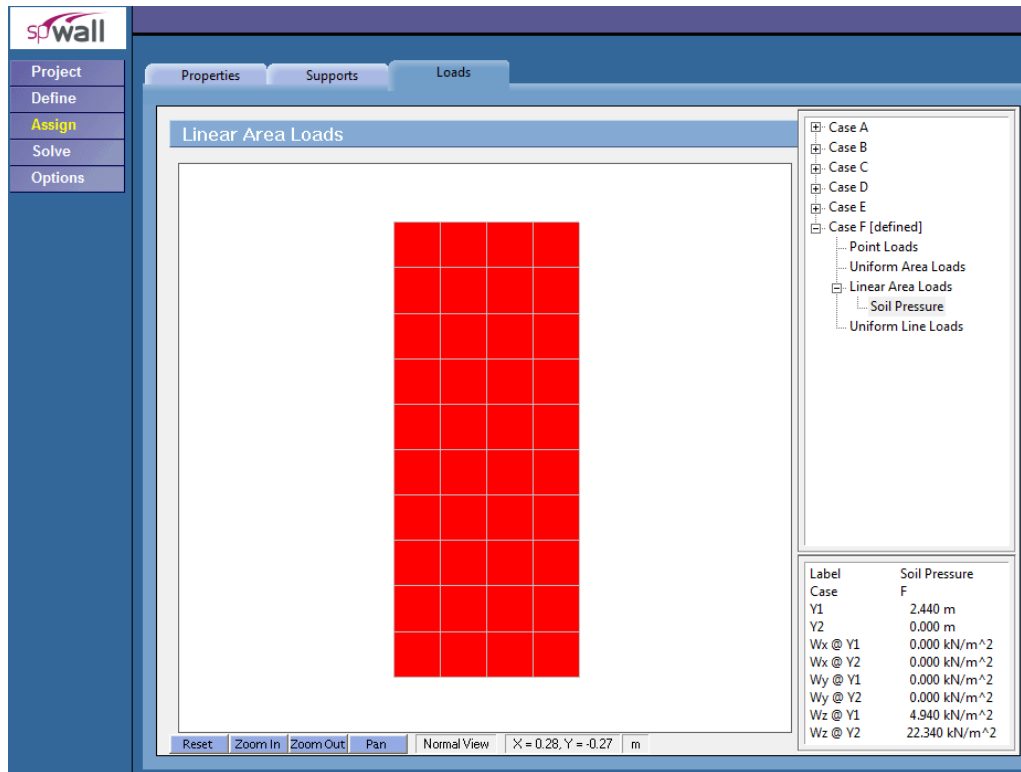 spwall
Project
Define
Assign
Solve
Options
Properties Supports Loads
Linear Area Loads
Case A
Case B
Case C
Case D
Case E
Case F [defined]
Point Loads
Uniform Area Loads
Linear Area Loads
Soil Pressure
Uniform Line Loads
Label Soil Pressure
Case F
Y1 2.440 m
Y2 0.000 m
Wx @ Y1 0.000 kN/m^2
Wx @ Y2 0.000 kN/m^2
Wy @ Y1 0.000 kN/m^2
Wy @ Y2 0.000 kN/m^2
Wz @ Y1 4.940 kN/m^2
Wz @ Y2 22.340 kN/m^2
Reset Zoom In Zoom Out Pan Normal View X = 0.28, Y = -0.27 m